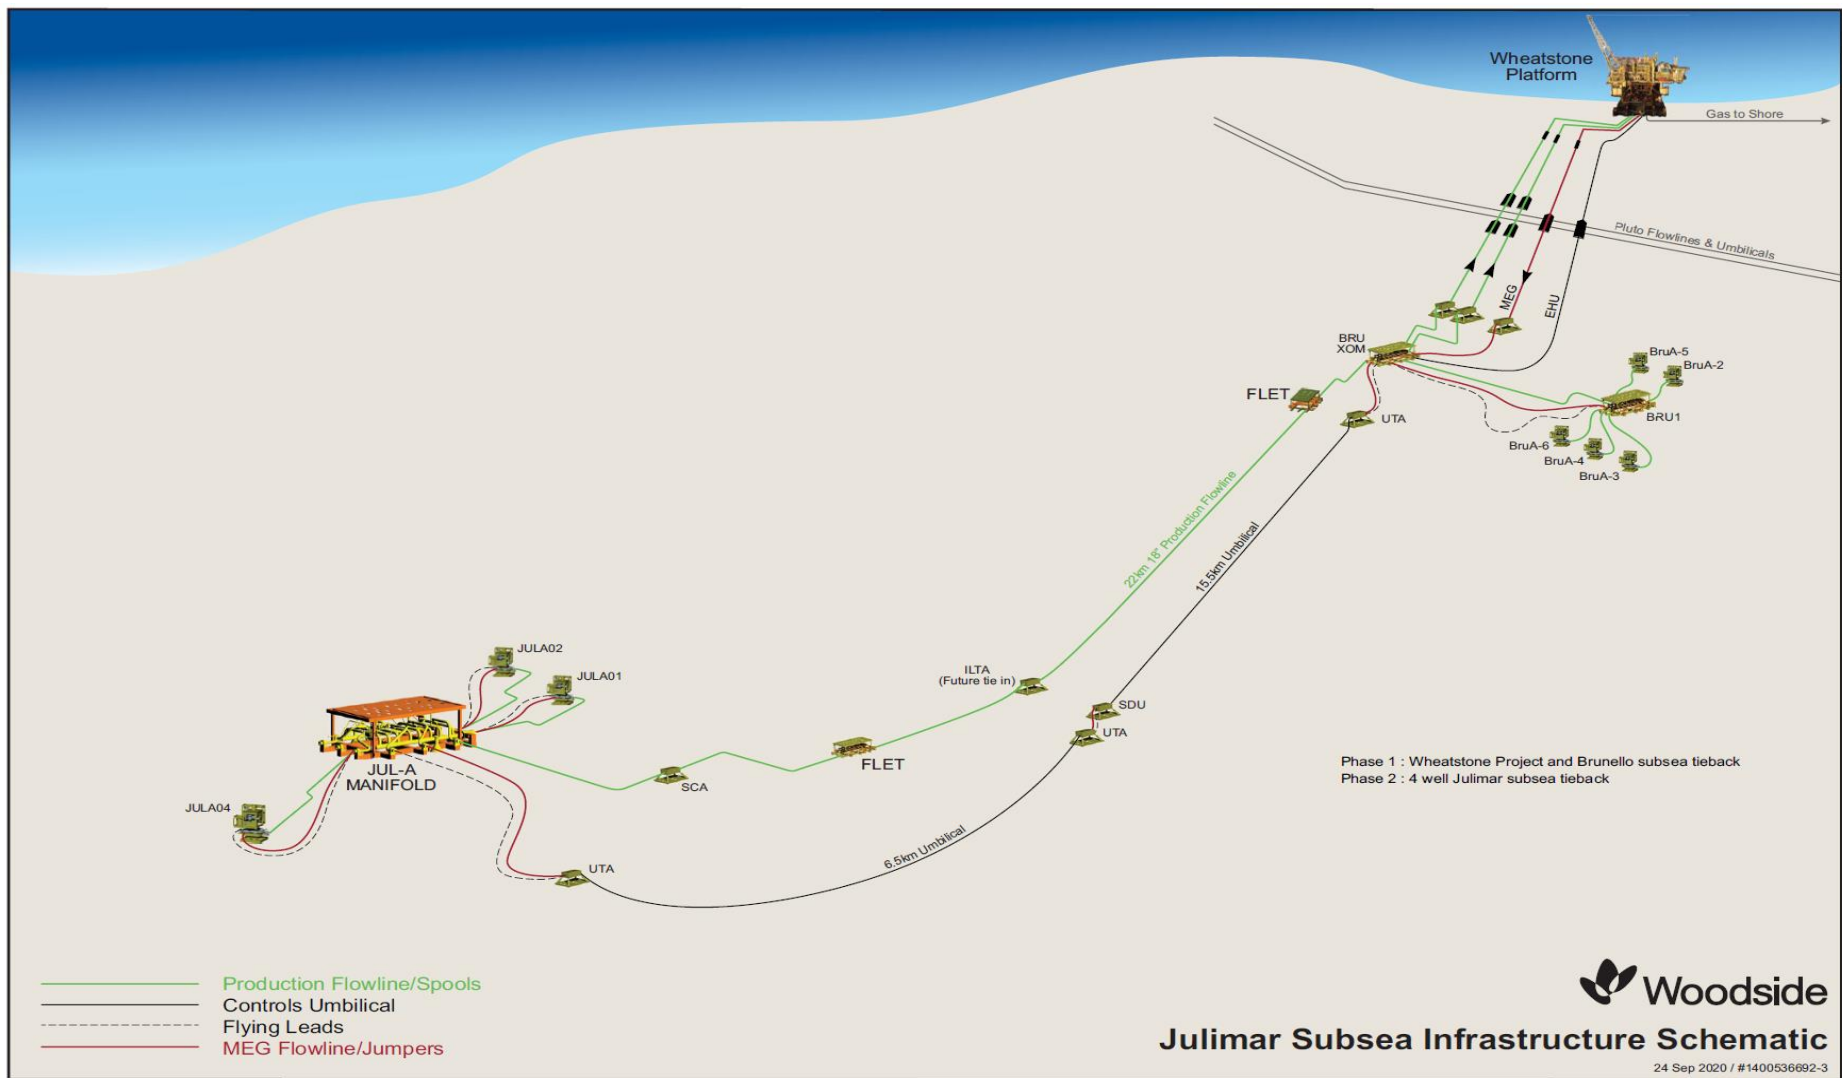 Wheatstone
Platform
Gas to Shore
Pluto Flowlines & Umbilicals
MEG
EHU
BRU
XOM
BruA-5
BruA-2
FLET
UTA
BRU1
BruA-6
BruA-4
BruA-3
22km 18" Production Flowline
15.5km Umbilical
JULA02
JULA01
ILTA
(Future tie in)
SDU
UTA
JUL-A
MANIFOLD
SCA
FLET
JULA04
UTA
6.5km Umbilical
Phase 1 : Wheatstone Project and Brunello subsea tieback
Phase 2 : 4 well Julimar subsea tieback
Production Flowline/Spools
Controls Umbilical
Flying Leads
MEG Flowline/Jumpers
Woodside
Julimar Subsea Infrastructure Schematic
24 Sep 2020 / #1400536692-3